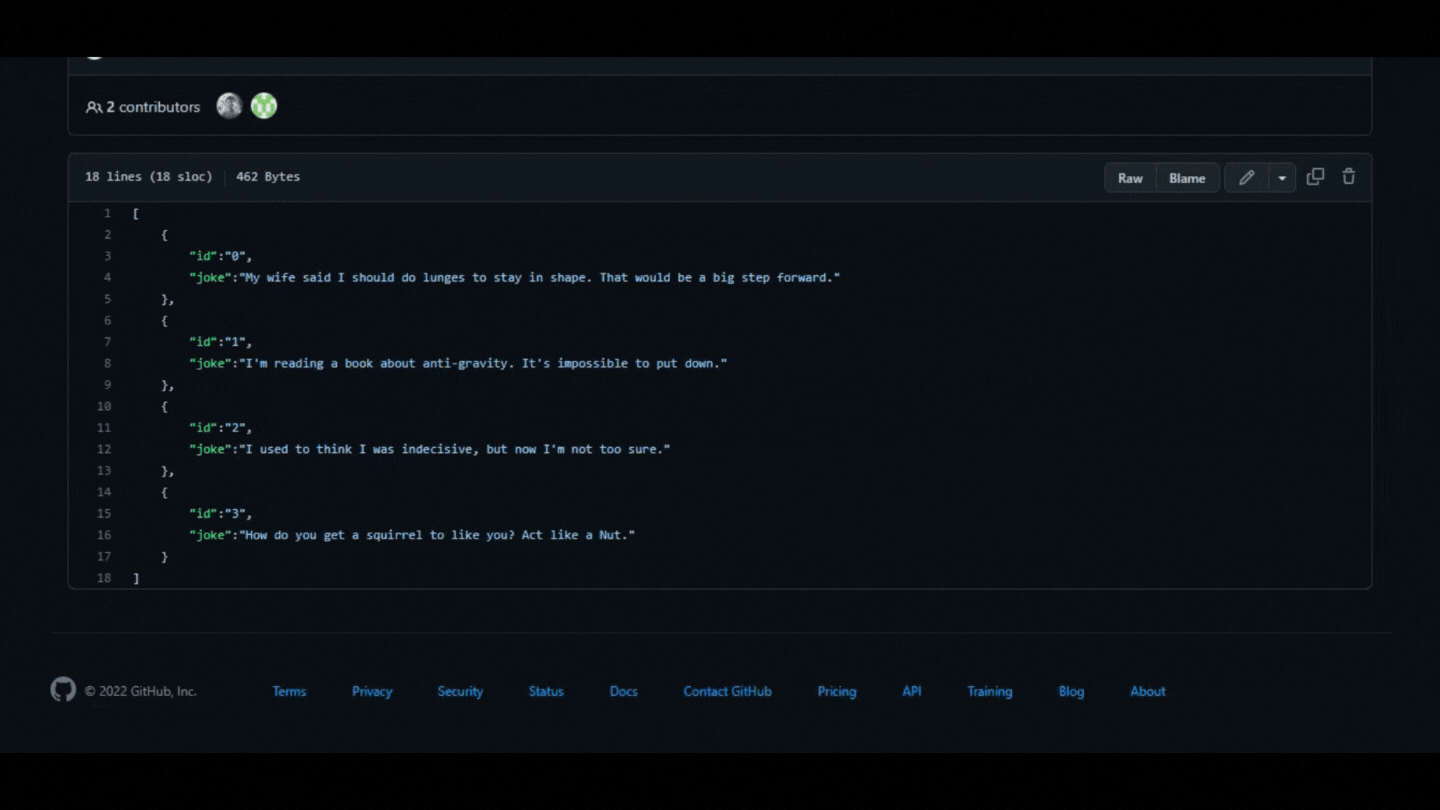 2 contributors
18 lines (18 sloc) 462 Bytes Raw Blame
1 [
2 {
3 "id":"0",
4 "joke":"My wife said I should do lunges to stay in shape. That would be a big step forward."
5 },
6 {
7 "id":"1",
8 "joke":"I'm reading a book about anti-gravity. It's impossible to put down."
9 },
10 {
11 "id":"2",
12 "joke":"I used to think I was indecisive, but now I'm not too sure."
13 },
14 {
15 "id":"3",
16 "joke":"How do you get a squirrel to like you? Act like a Nut."
17 }
18 ]
© 2022 GitHub, Inc. Terms Privacy Security Status Docs Contact GitHub Pricing API Training Blog About